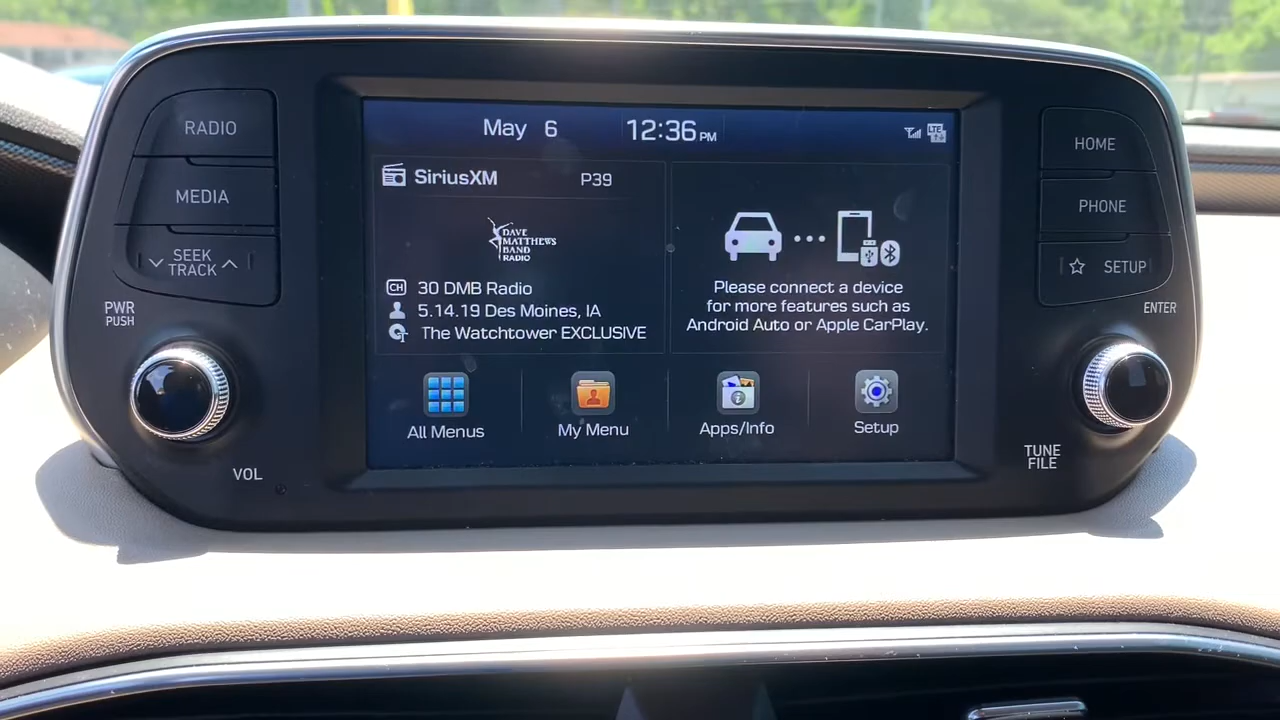 RADIO
MEDIA
SEEK
TRACK
PWR
PUSH
VOL
May 6 12:36 PM
LTE
SiriusXM P39
DAVE
MATTHEWS
BAND
RADIO
CH 30 DMB Radio
5.14.19 Des Moines, IA
The Watchtower EXCLUSIVE
Please connect a device
for more features such as
Android Auto or Apple CarPlay.
All Menus
My Menu
Apps/Info
Setup
HOME
PHONE
SETUP
ENTER
TUNE
FILE